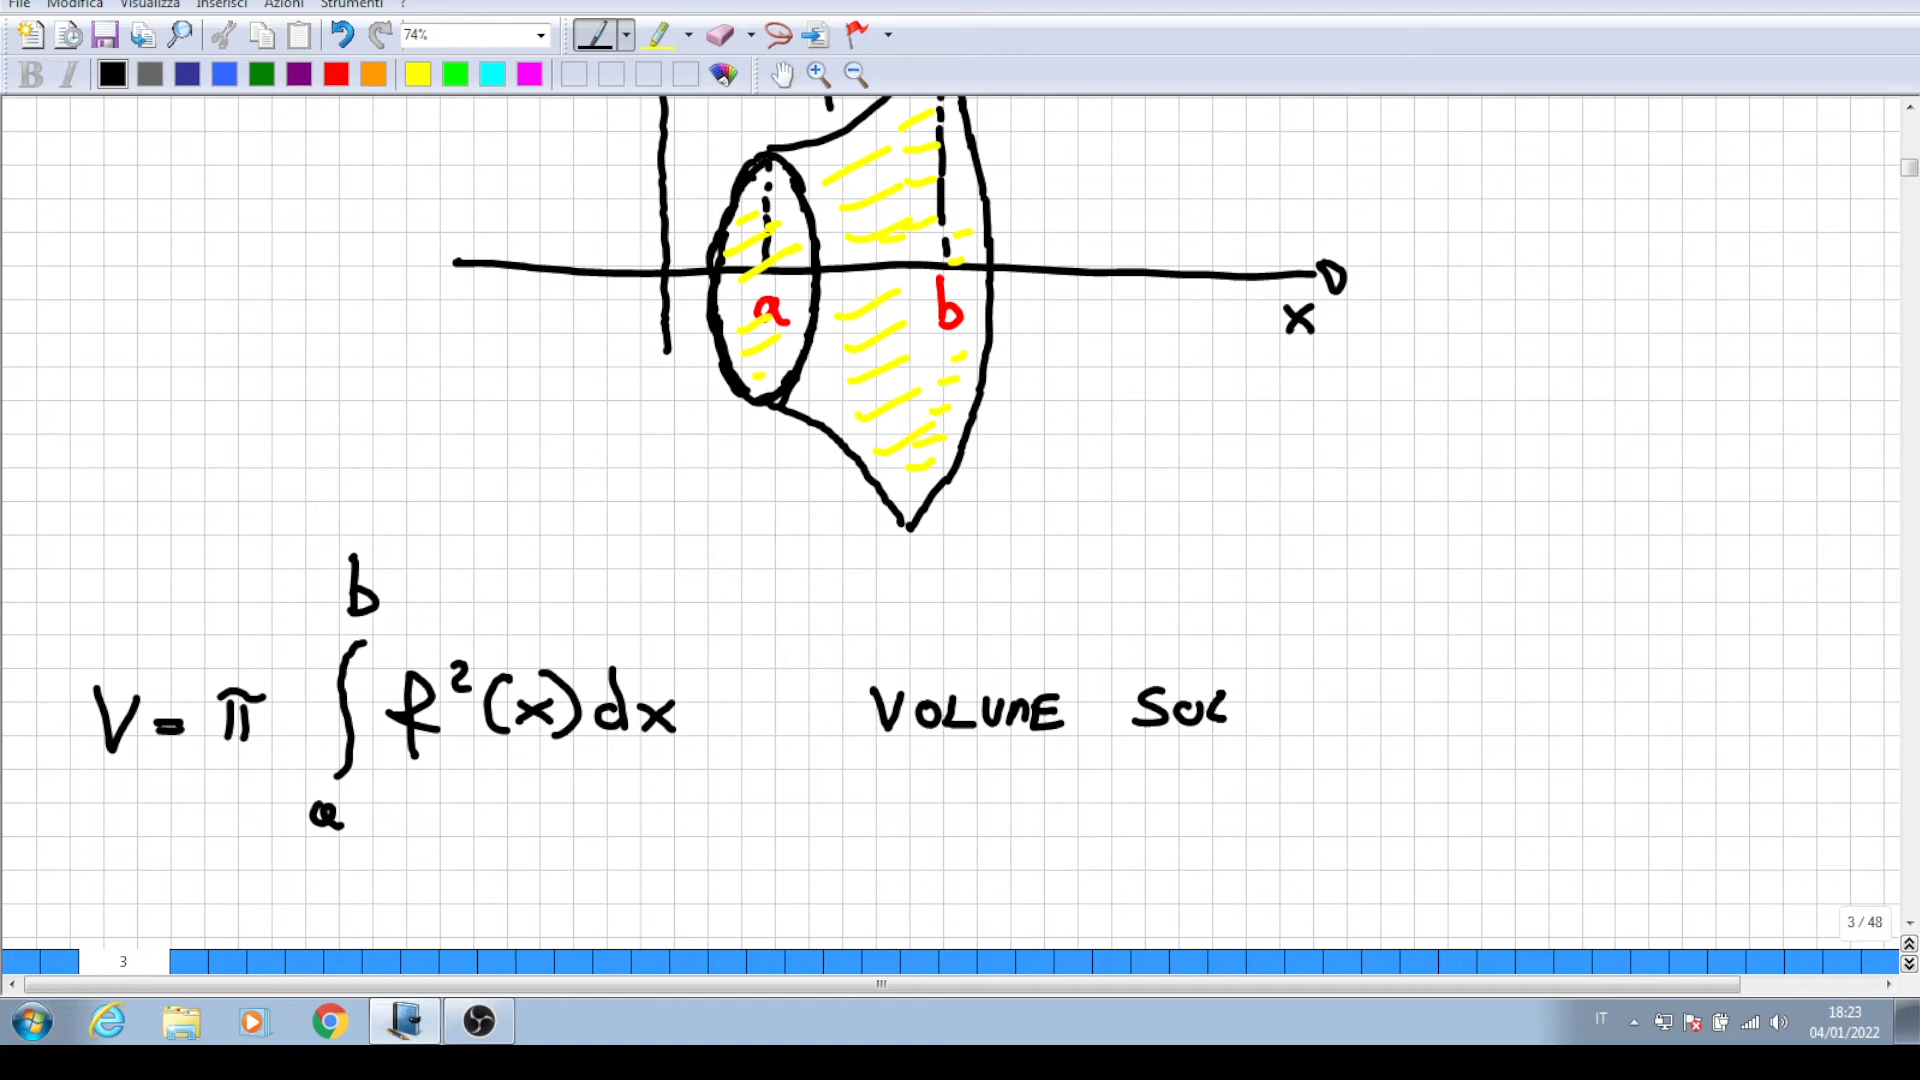 File Modifica Visualizza Inserisci Azioni Strumenti ?
74%
B I
a b
x
b
V = π ∫ f²(x) dx VOLUME SOL
a
3 / 48
3
IT 18:23
04/01/2022